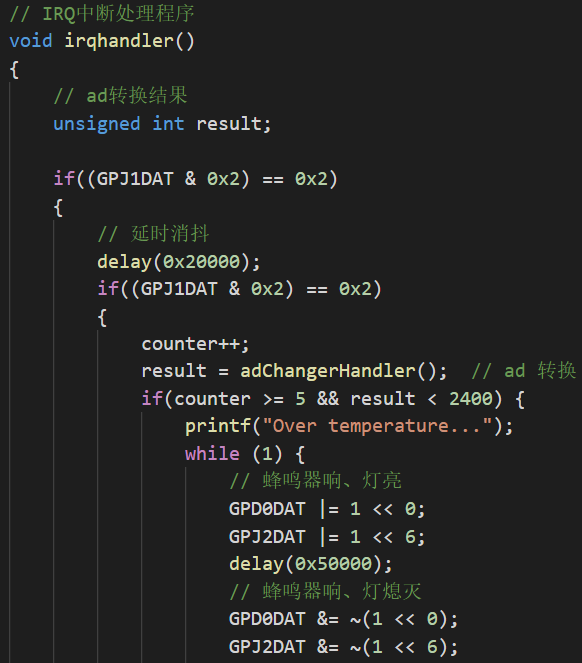 // IRQ中断处理程序
void irqhandler()
{
    // ad转换结果
    unsigned int result;

    if((GPJ1DAT & 0x2) == 0x2)
    {
        // 延时消抖
        delay(0x20000);
        if((GPJ1DAT & 0x2) == 0x2)
        {
            counter++;
            result = adChangerHandler();  // ad 转换
            if(counter >= 5 && result < 2400) {
                printf("Over temperature...");
                while (1) {
                    // 蜂鸣器响、灯亮
                    GPD0DAT |= 1 << 0;
                    GPJ2DAT |= 1 << 6;
                    delay(0x50000);
                    // 蜂鸣器响、灯熄灭
                    GPD0DAT &= ~(1 << 0);
                    GPJ2DAT &= ~(1 << 6);